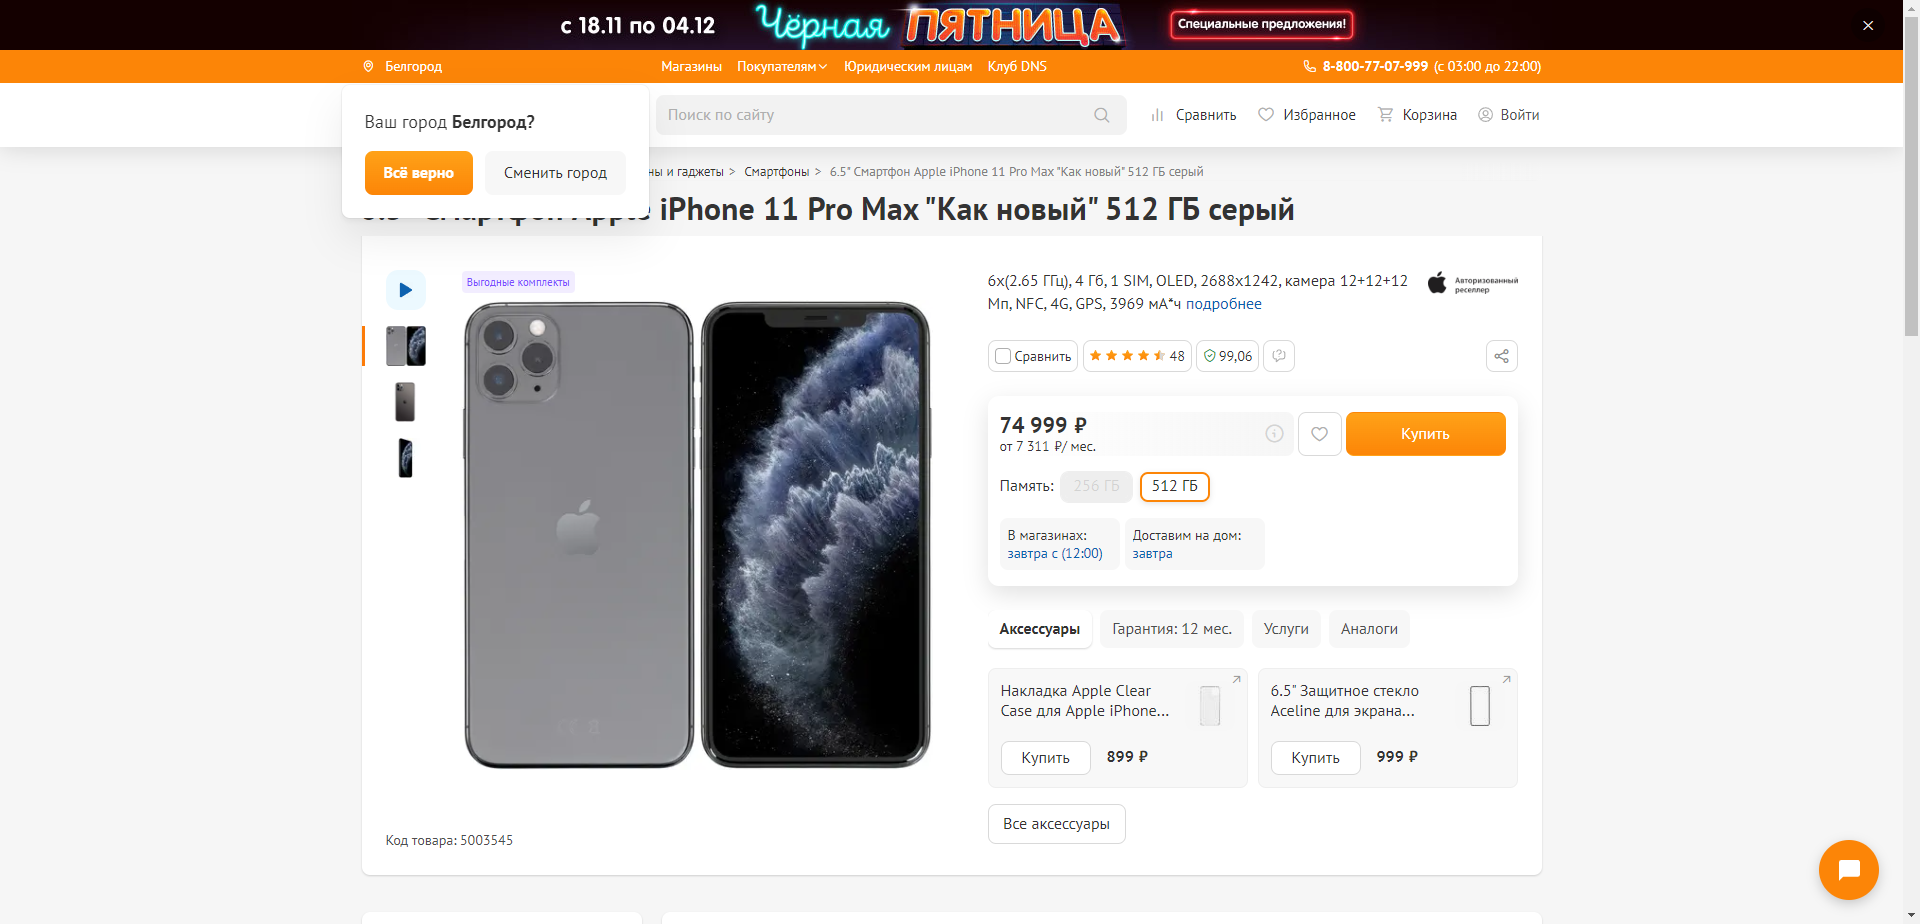 с 18.11 по 04.12
Чёрная ПЯТНИЦА
Специальные предложения!
Белгород
Магазины
Покупателям
Юридическим лицам
Клуб DNS
8-800-77-07-999 (с 03:00 до 22:00)
Ваш город Белгород?
Всё верно
Сменить город
Поиск по сайту
Сравнить
Избранное
Корзина
Войти
ны и гаджеты > Смартфоны > 6.5" Смартфон Apple iPhone 11 Pro Max "Как новый" 512 ГБ серый
iPhone 11 Pro Max "Как новый" 512 ГБ серый
Выгодные комплекты
6x(2.65 ГГц), 4 Гб, 1 SIM, OLED, 2688x1242, камера 12+12+12
Мп, NFC, 4G, GPS, 3969 мА*ч подробнее
Авторизованный
реселлер
Сравнить
48
99,06
74 999 ₽
от 7 311 ₽/ мес.
Купить
Память:
256 ГБ
512 ГБ
В магазинах:
завтра с (12:00)
Доставим на дом:
завтра
Аксессуары
Гарантия: 12 мес.
Услуги
Аналоги
Накладка Apple Clear
Case для Apple iPhone...
Купить
899 ₽
6.5" Защитное стекло
Aceline для экрана...
Купить
999 ₽
Все аксессуары
Код товара: 5003545